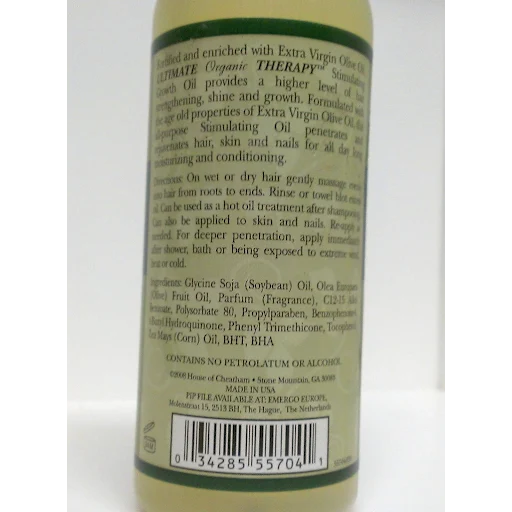 and enriched with Extra Virgin Olive Oil,
ULTIMATE Organic THERAPY™ Stimulating
Growth Oil provides a higher level of
strengthening, shine and growth. Formulated with
the age old properties of Extra Virgin Olive Oil,
all-purpose Stimulating Oil penetrates and
rejuvenates hair, skin and nails for all day long
moisturizing and conditioning.
Directions: On wet or dry hair gently massage
into hair from roots to ends. Rinse or towel blot excess
oil. Can be used as a hot oil treatment after shampooing.
Can also be applied to skin and nails. Re-apply as
needed. For deeper penetration, apply immediately
after shower, bath or being exposed to extreme
heat or cold.
Ingredients: Glycine Soja (Soybean) Oil, Olea Europaea
(Olive) Fruit Oil, Parfum (Fragrance), C12-15 Alkyl
Benzoate, Polysorbate 80, Propylparaben,
Hydroquinone, Phenyl Trimethicone,
Zea Mays (Corn) Oil, BHT, BHA
CONTAINS NO PETROLATUM OR ALCOHOL
©2008 House of Cheatham • Stone Mountain, GA 30083
MADE IN USA
PIP FILE AVAILABLE AT: EMERGO EUROPE,
Molenstraat 15, 2513 BH, The Hague, The Netherlands
0 34285 55704 1